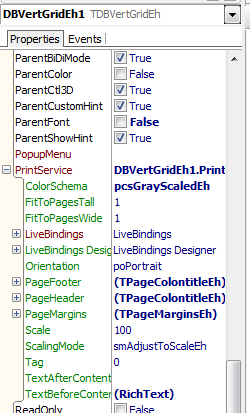 DBVertGridEh1 TDBVertGridEh
Properties Events
ParentBiDiMode True
ParentColor False
ParentCtl3D True
ParentCustomHint True
ParentFont False
ParentShowHint True
PopupMenu
PrintService DBVertGridEh1.Print
ColorSchema pcsGrayScaledEh
FitToPagesTall 1
FitToPagesWide 1
LiveBindings LiveBindings
LiveBindings Desig LiveBindings Designer
Orientation poPortrait
PageFooter (TPageColontitleEh)
PageHeader (TPageColontitleEh)
PageMargins (TPageMarginsEh)
Scale 100
ScalingMode smAdjustToScaleEh
Tag 0
TextAfterContent
TextBeforeConten (RichText)
ReadOnly False